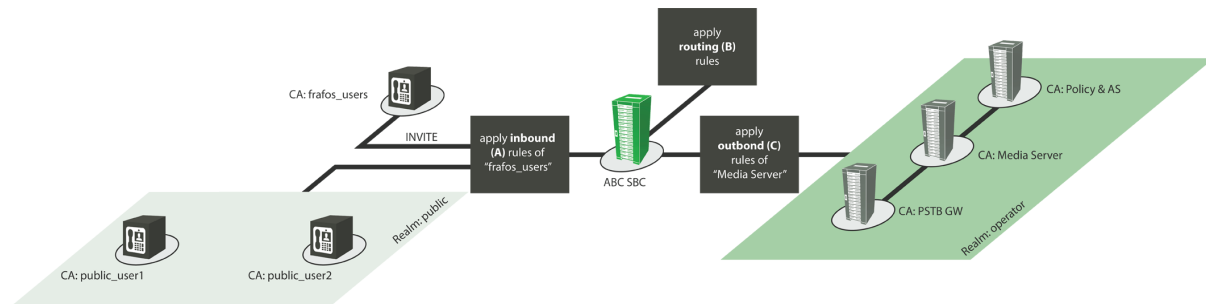 apply
routing (B)
rules
CA: frafos_users
INVITE
apply inbound
(A) rules of
"frafos_users"
ABC SBC
apply
outbond (C)
rules of
"Media Server"
CA: Policy & AS
CA: Media Server
CA: PSTB GW
Realm: operator
Realm: public
CA: public_user1
CA: public_user2